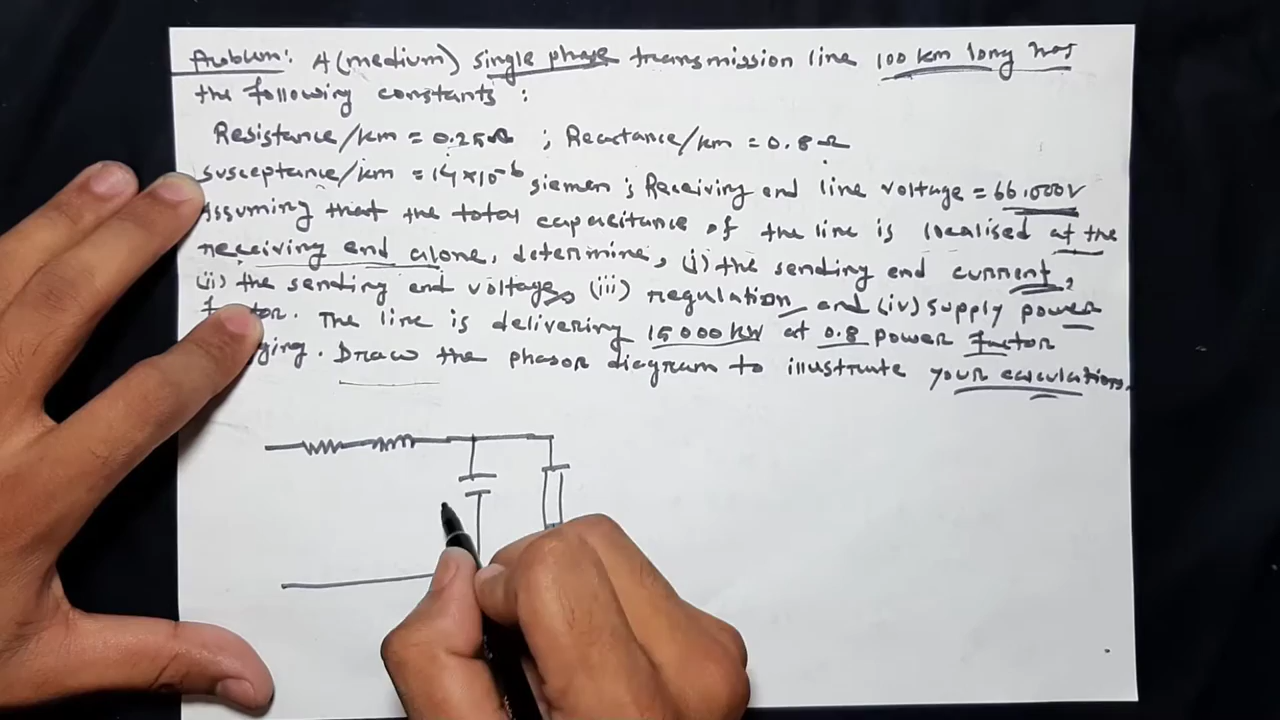 Problem: A (medium) single phase transmission line 100 km long has
the following constants :
Resistance/km = 0.25Ω ; Reactance/km = 0.8Ω
susceptance/km = 14×10⁻⁶ siemen ; Receiving end line voltage = 66,000V
Assuming that the total capacitance of the line is localised at the
receiving end alone, determine, (i) the sending end current,
(ii) the sending end voltage, (iii) regulation and (iv) supply power
The line is delivering 15000 kW at 0.8 power factor
Draw the phasor diagram to illustrate your calculations.